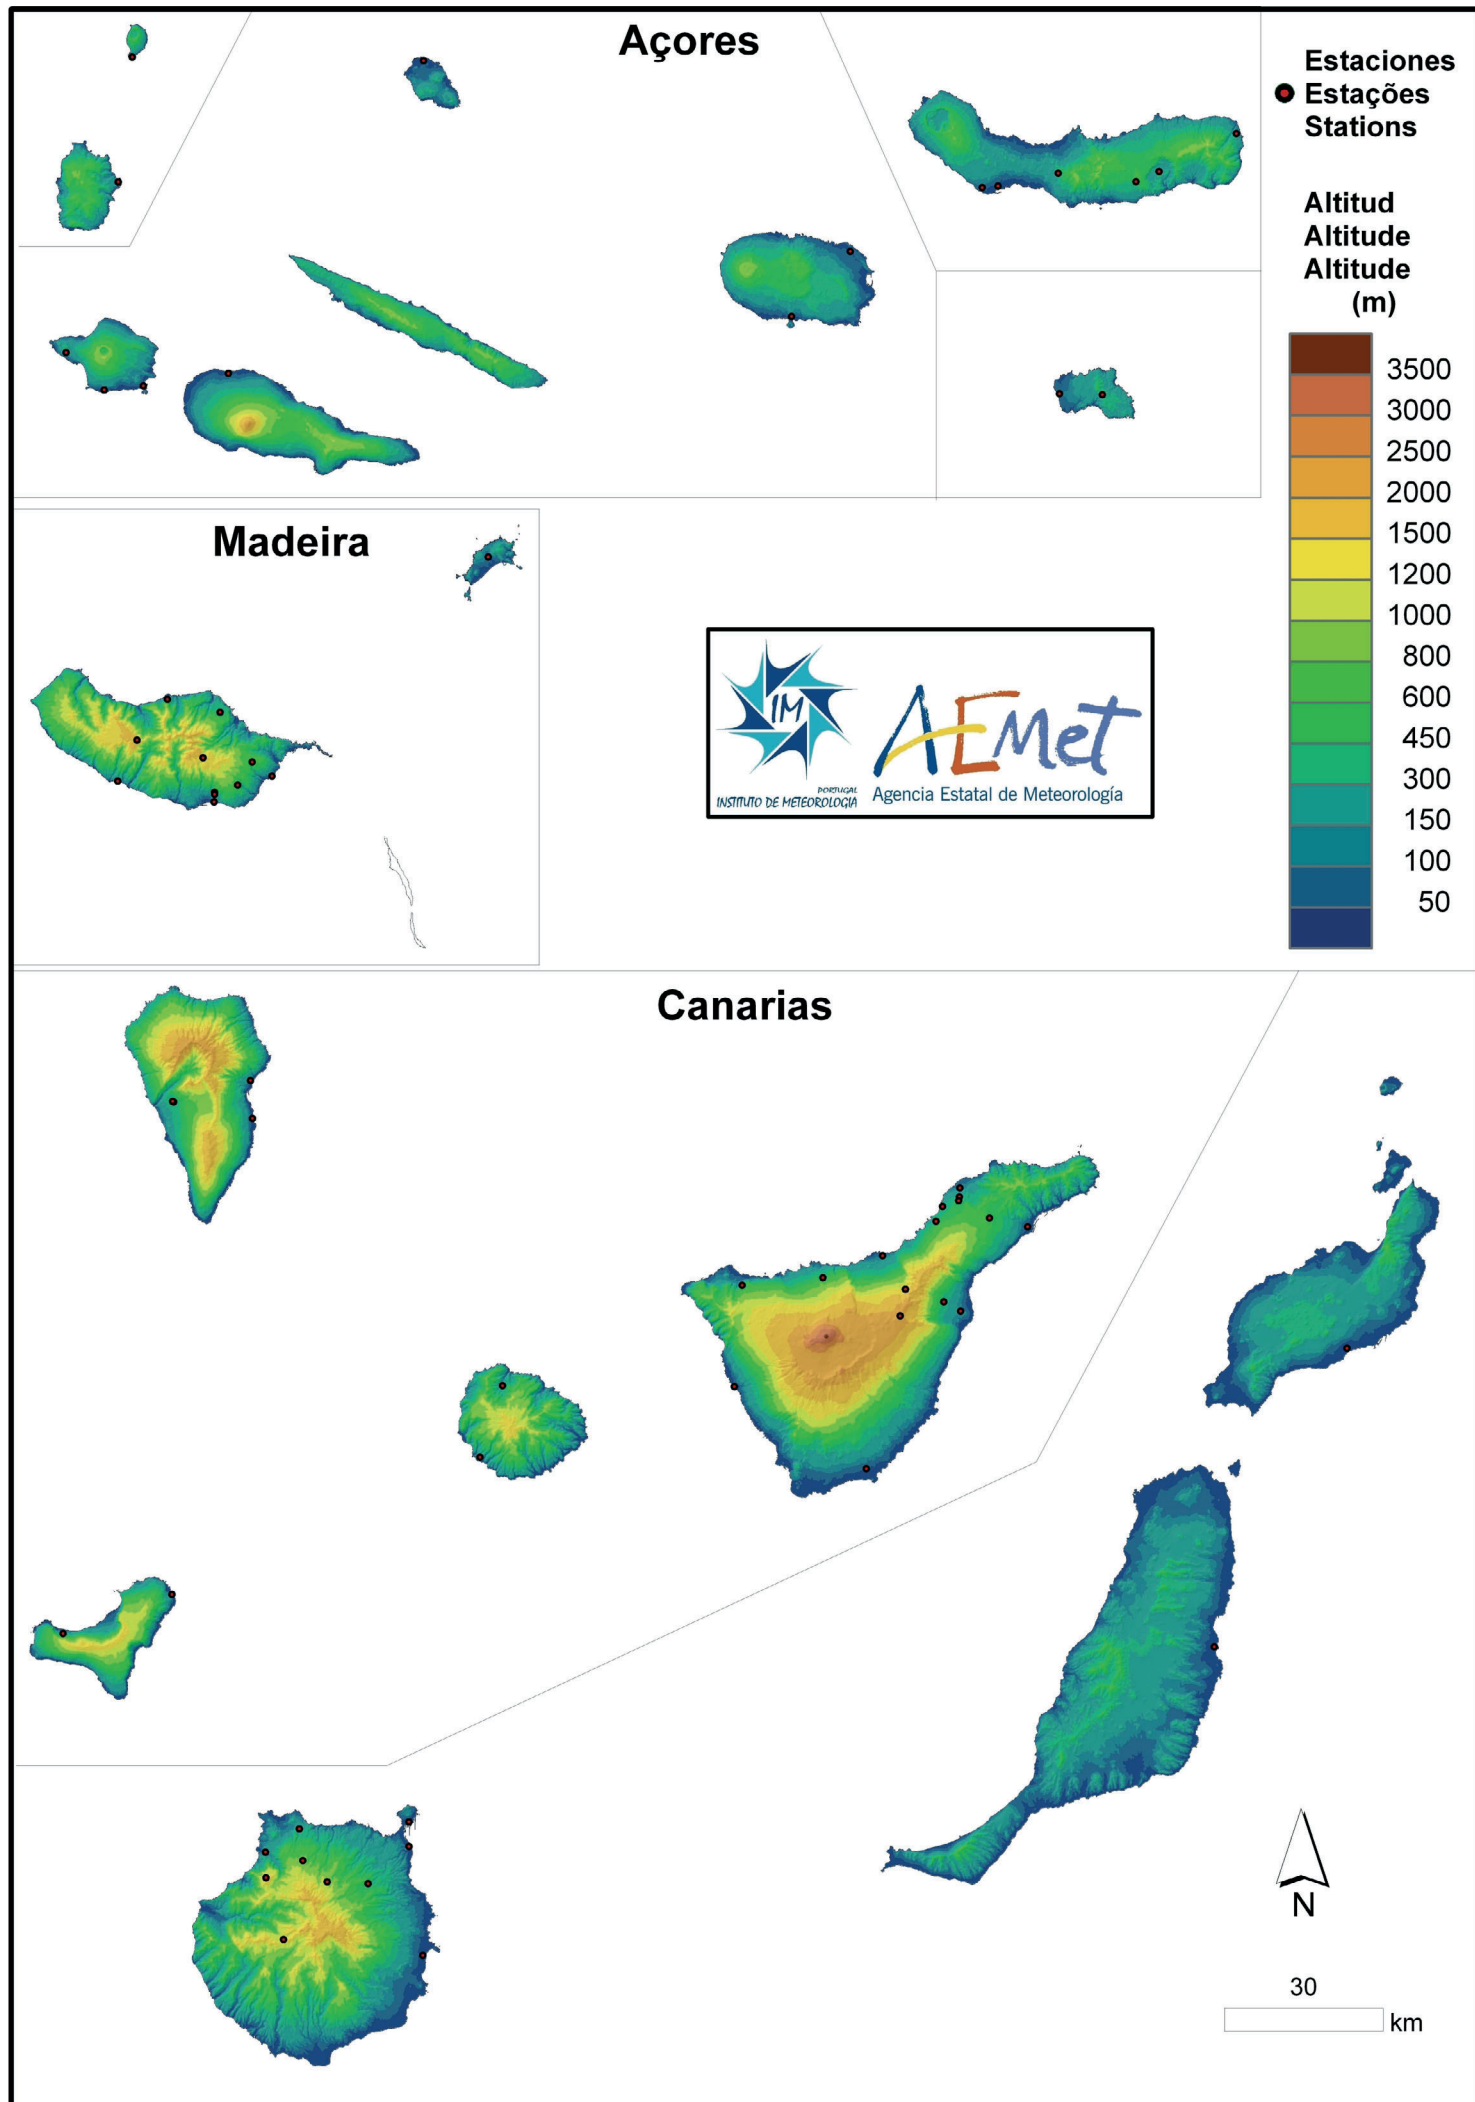 Açores
Estaciones
Estações
Stations
Altitud
Altitude
Altitude
(m)
3500
3000
2500
2000
1500
1200
1000
800
600
450
300
150
100
50
Madeira
IM
PORTUGAL
INSTITUTO DE METEOROLOGIA
AEMet
Agencia Estatal de Meteorología
Canarias
N
30
km